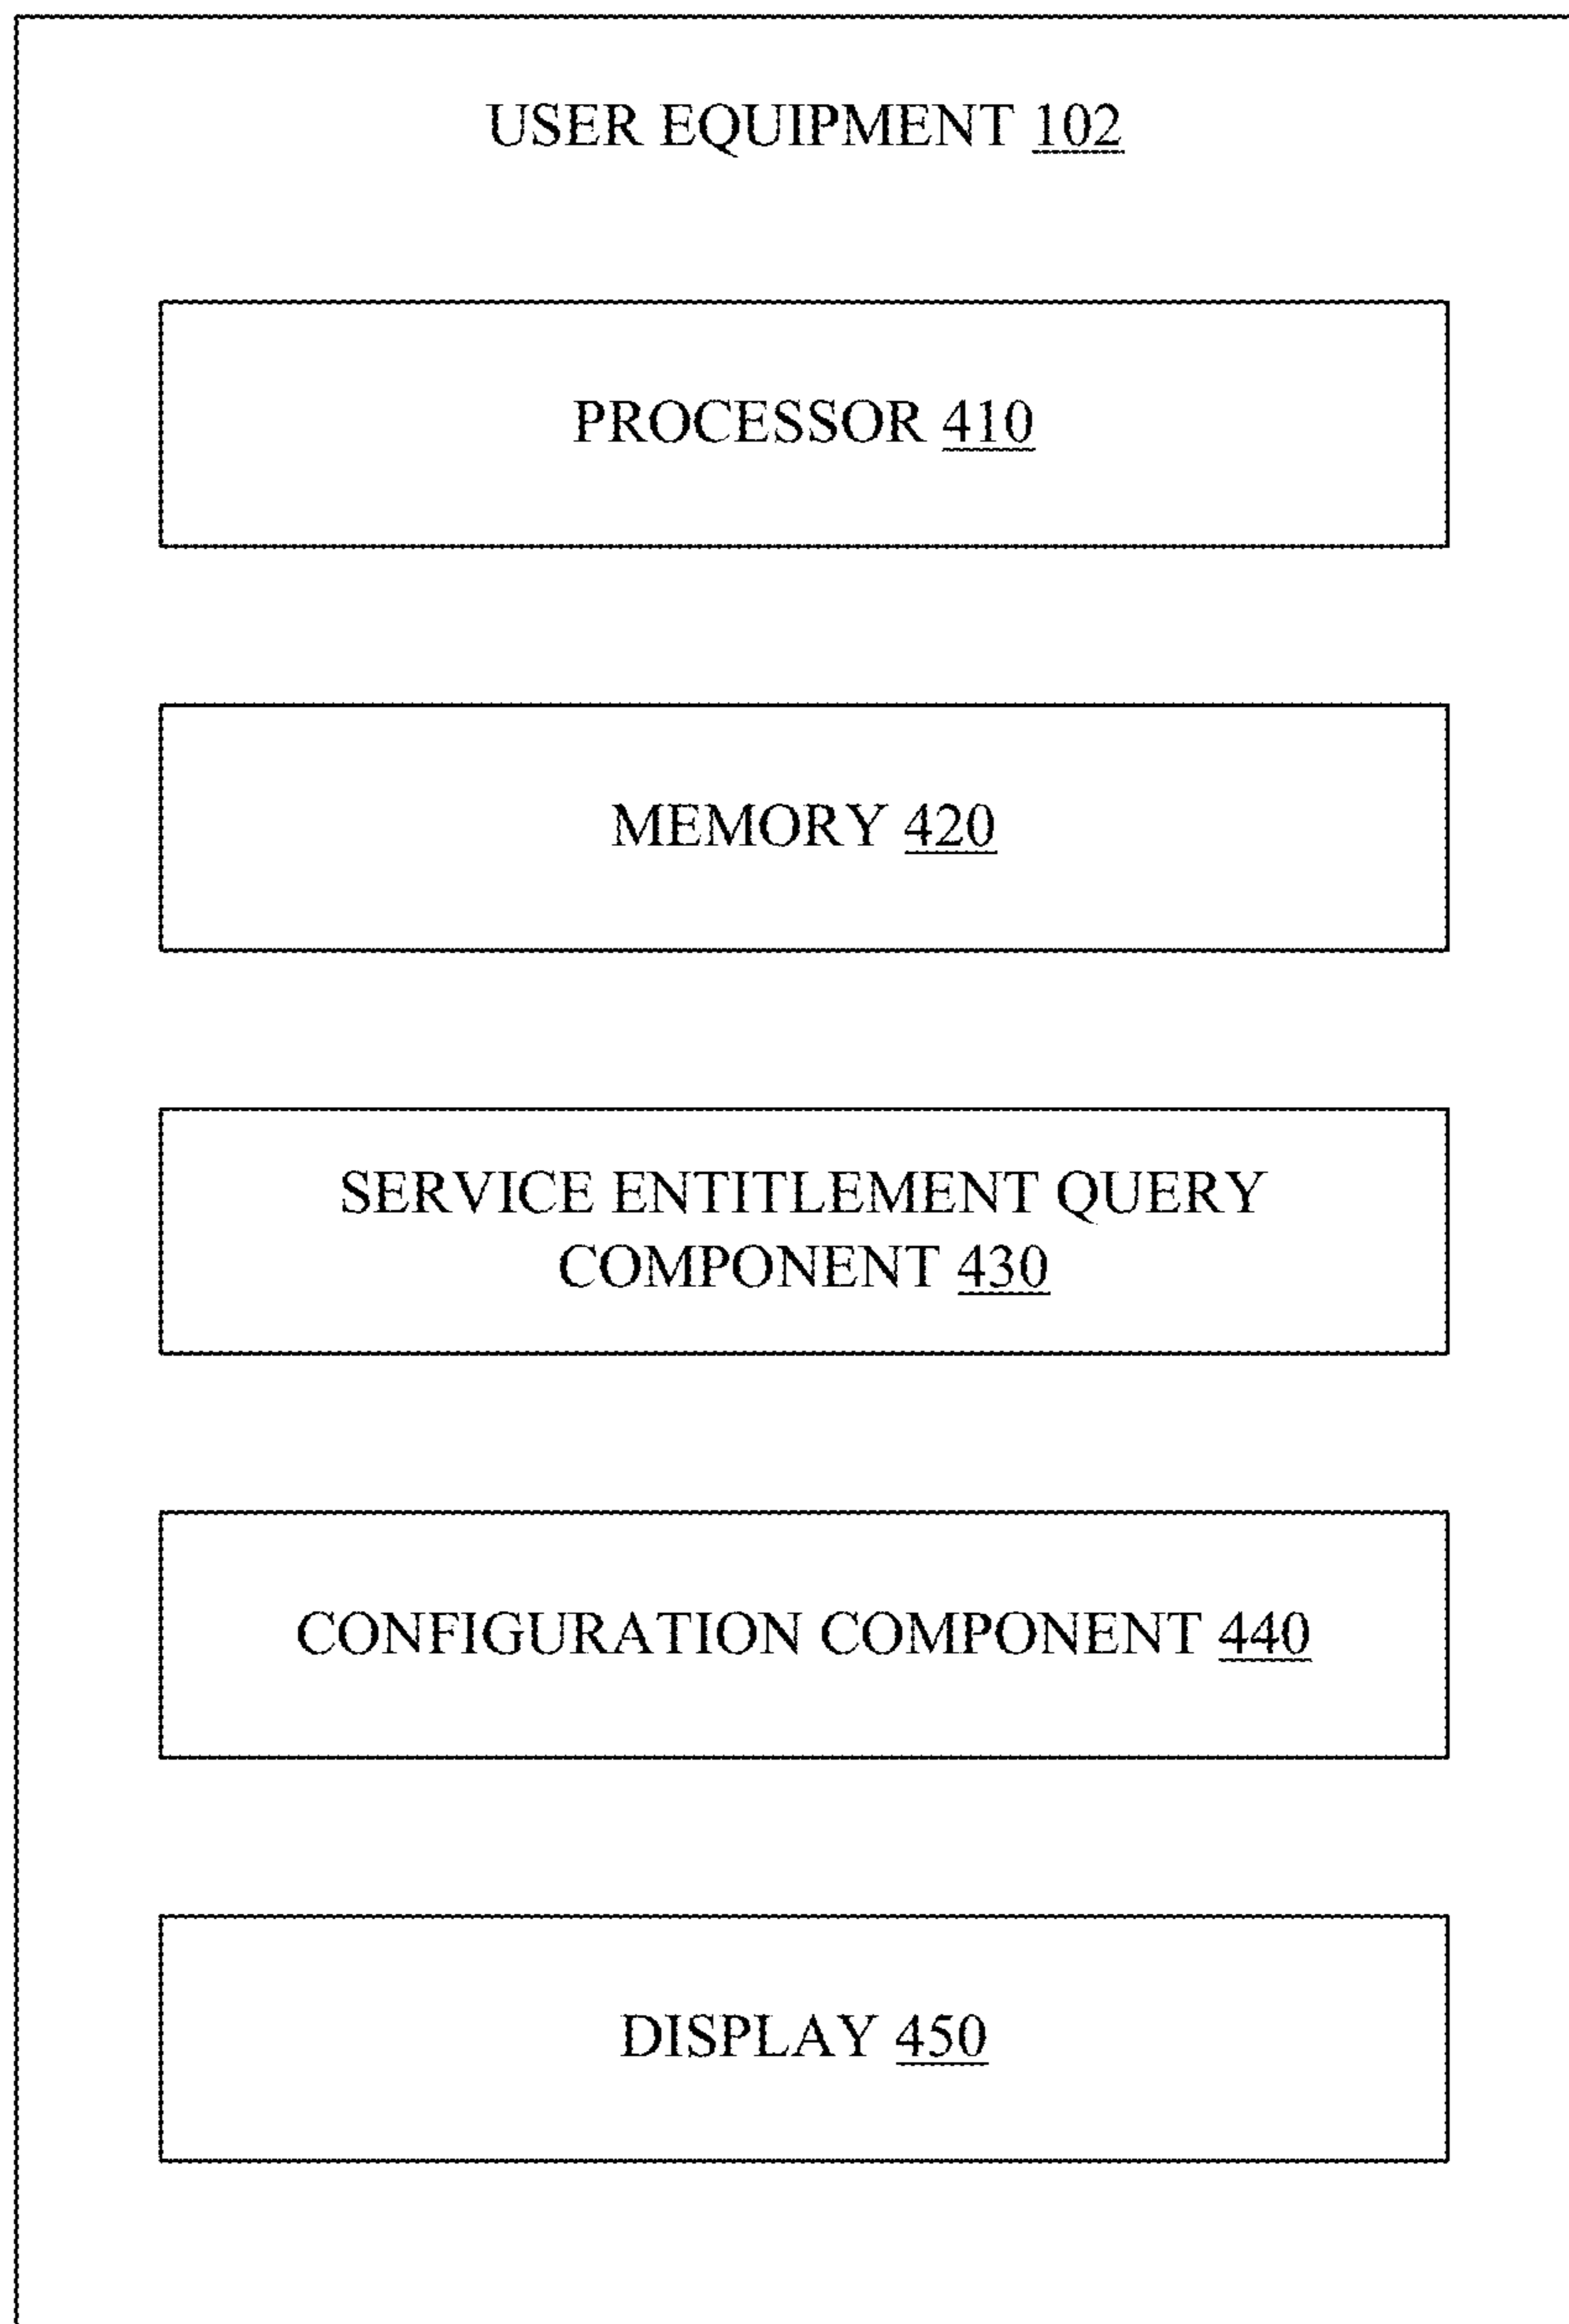 USER EQUIPMENT 102
PROCESSOR 410
MEMORY 420
SERVICE ENTITLEMENT QUERY
COMPONENT 430
CONFIGURATION COMPONENT 440
DISPLAY 450